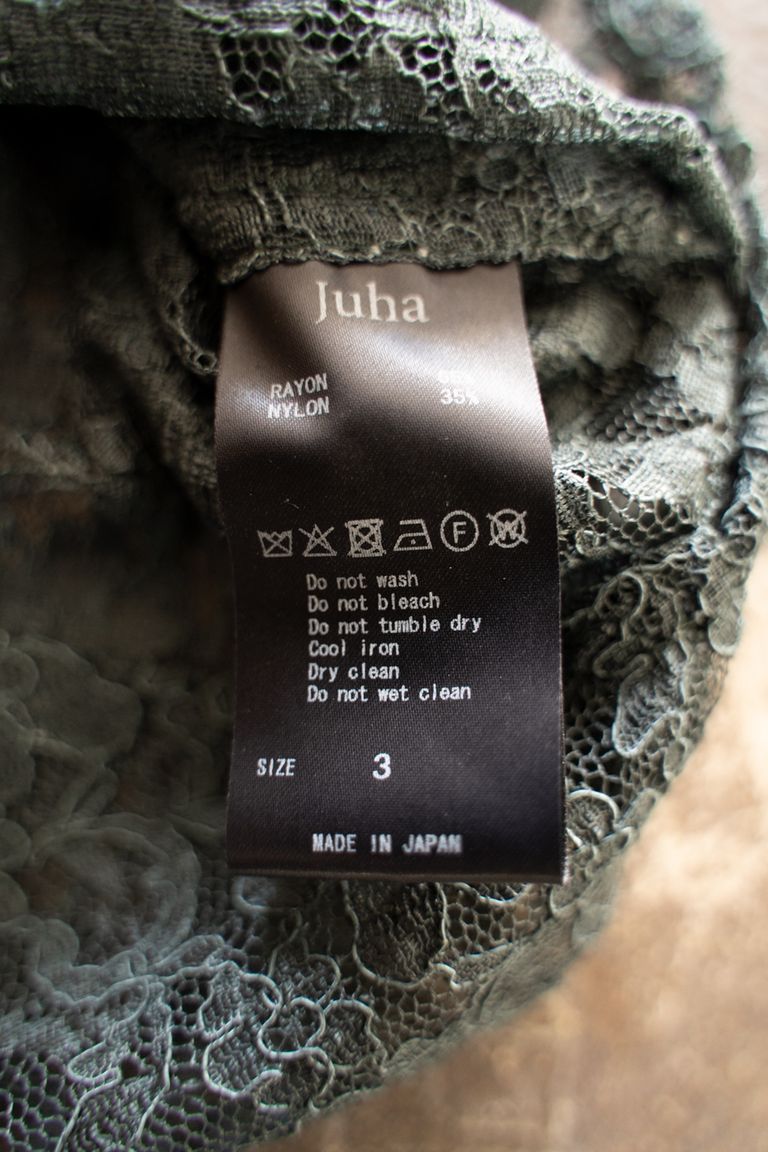 Juha
RAYON
NYLON 35%
F
W
Do not wash
Do not bleach
Do not tumble dry
Cool iron
Dry clean
Do not wet clean
SIZE 3
MADE IN JAPAN